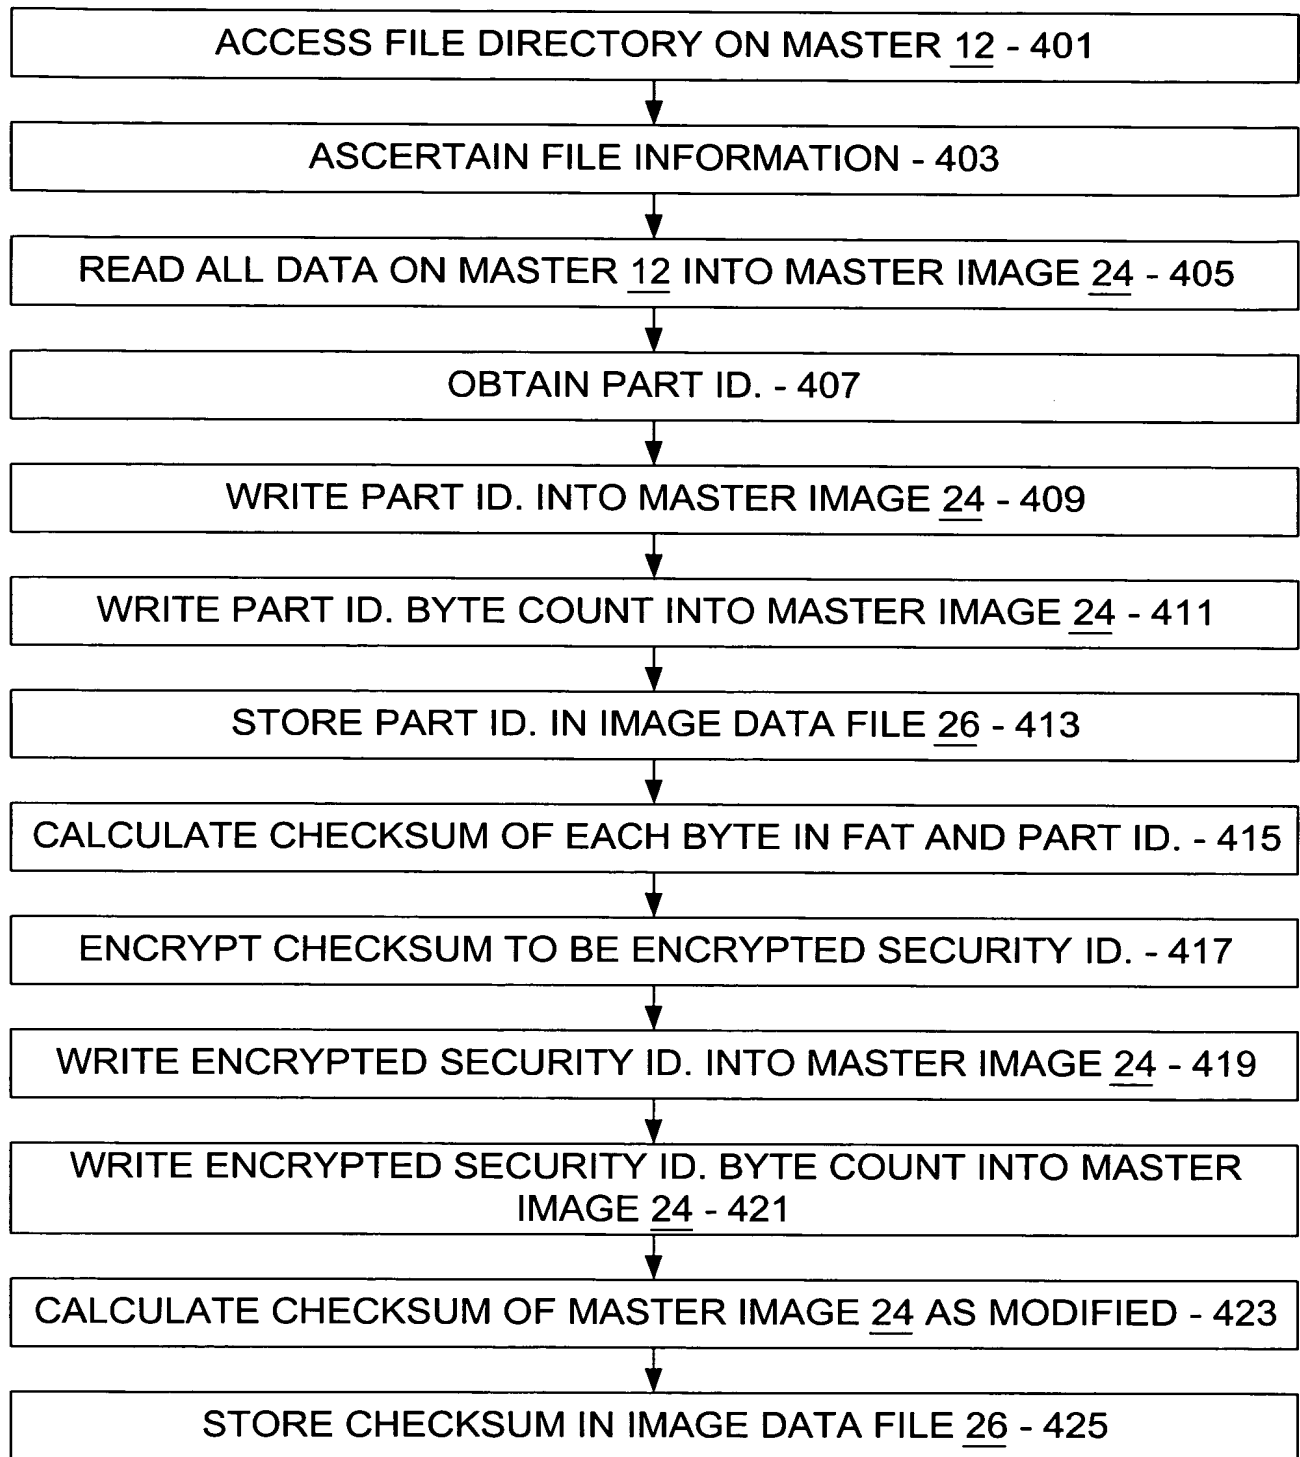 ACCESS FILE DIRECTORY ON MASTER 12 - 401
ASCERTAIN FILE INFORMATION - 403
READ ALL DATA ON MASTER 12 INTO MASTER IMAGE 24 - 405
OBTAIN PART ID. - 407
WRITE PART ID. INTO MASTER IMAGE 24 - 409
WRITE PART ID. BYTE COUNT INTO MASTER IMAGE 24 - 411
STORE PART ID. IN IMAGE DATA FILE 26 - 413
CALCULATE CHECKSUM OF EACH BYTE IN FAT AND PART ID. - 415
ENCRYPT CHECKSUM TO BE ENCRYPTED SECURITY ID. - 417
WRITE ENCRYPTED SECURITY ID. INTO MASTER IMAGE 24 - 419
WRITE ENCRYPTED SECURITY ID. BYTE COUNT INTO MASTER
IMAGE 24 - 421
CALCULATE CHECKSUM OF MASTER IMAGE 24 AS MODIFIED - 423
STORE CHECKSUM IN IMAGE DATA FILE 26 - 425